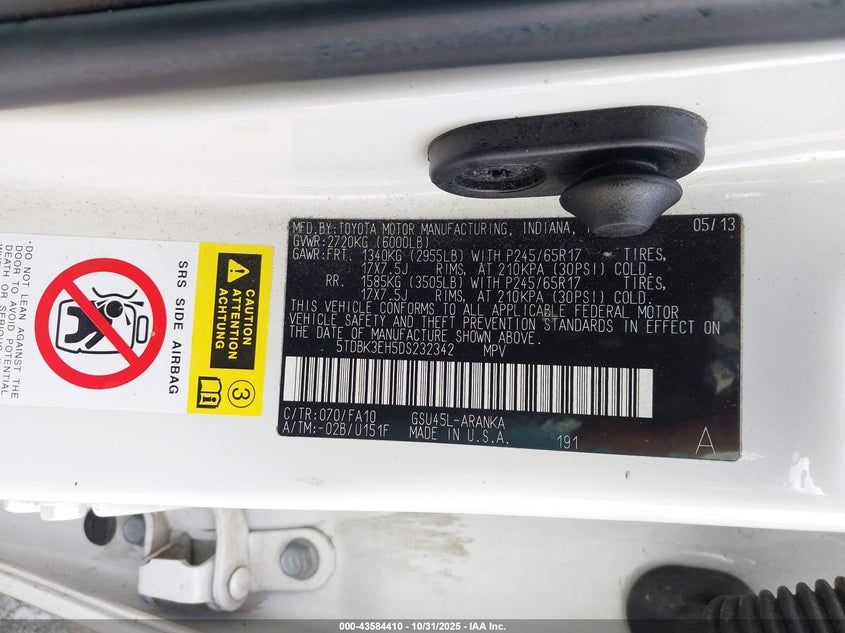 MFD.BY:TOYOTA MOTOR MANUFACTURING, INDIANA, 05/13
GVWR:2720KG (6000LB)
GAWR:FRT. 1340KG (2955LB) WITH P245/65R17 TIRES,
17X7.5J RIMS, AT 210KPA (30PSI) COLD.
RR. 1585KG (3505LB) WITH P245/65R17 TIRES,
17X7.5J RIMS, AT 210KPA (30PSI) COLD.
THIS VEHICLE CONFORMS TO ALL APPLICABLE FEDERAL MOTOR
VEHICLE SAFETY AND THEFT PREVENTION STANDARDS IN EFFECT ON
THE DATE OF MANUFACTURE SHOWN ABOVE.
5TDBK3EH5DS232342 MPV
C/TR:070/FA10 GSU45L-ARANKA
A/TM:-02B/U151F MADE IN U.S.A. 191 A
CAUTION
ATTENTION
ACHTUNG
3
SRS SIDE AIRBAG
•DO NOT LEAN AGAINST THE
DOOR
TO AVOID POTENTIAL
000-43584410 - 10/31/2025 - IAA Inc.